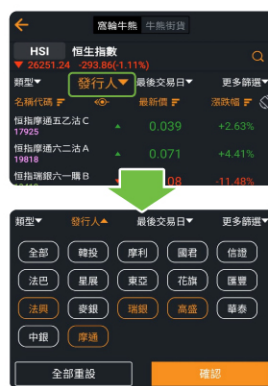 窩輪牛熊 牛熊街貨
HSI 恒生指數
▼ 26251.24 -293.86(-1.11%)
類型▼ 發行人▼ 最後交易日▼ 更多篩選▼
名稱代碼 最新價 漲跌幅
恒指摩通五乙沽C 0.039 +2.63%
17925
恒指摩通六二沽A 0.071 +4.41%
19818
恒指瑞銀六一購B 08 -11.48%
類型▼ 發行人▲ 最後交易日▼ 更多篩選▼
全部 韓投 摩利 國君 信證
法巴 星展 東亞 花旗 匯豐
法興 麥銀 瑞銀 高盛 華泰
中銀 摩通
全部重設 確認